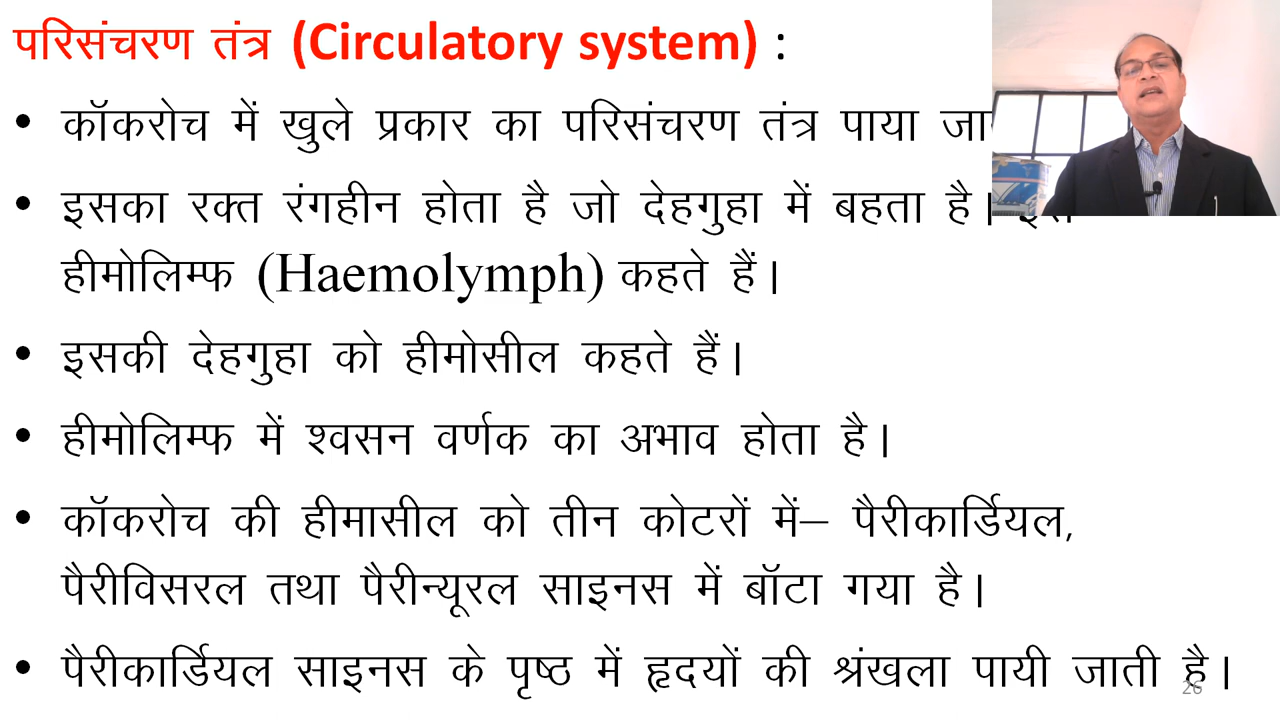 परिसंचरण तंत्र (Circulatory system) :
• कॉकरोच में खुले प्रकार का परिसंचरण तंत्र पाया
• इसका रक्त रंगहीन होता है जो देहगुहा में बहता है।
हीमोलिम्फ (Haemolymph) कहते हैं।
• इसकी देहगुहा को हीमोसील कहते हैं।
• हीमोलिम्फ में श्वसन वर्णक का अभाव होता है।
• कॉकरोच की हीमासील को तीन कोटरों में– पैरीकार्डियल,
पैरीविसरल तथा पैरीन्यूरल साइनस में बॉटा गया है।
• पैरीकार्डियल साइनस के पृष्ठ में हृदयों की श्रंखला पायी जाती है।
26